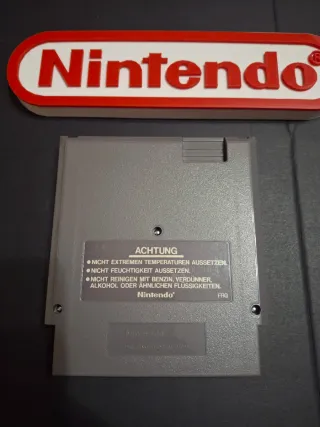 Nintendo®
ACHTUNG
• NICHT EXTREMEN TEMPERATUREN AUSSETZEN.
• NICHT FEUCHTIGKEIT AUSSETZEN.
• NICHT REINIGEN MIT BENZIN, VERDÜNNER,
ALKOHOL ODER ÄHNLICHEN FLÜSSIGKEITEN.
Nintendo®
FRG